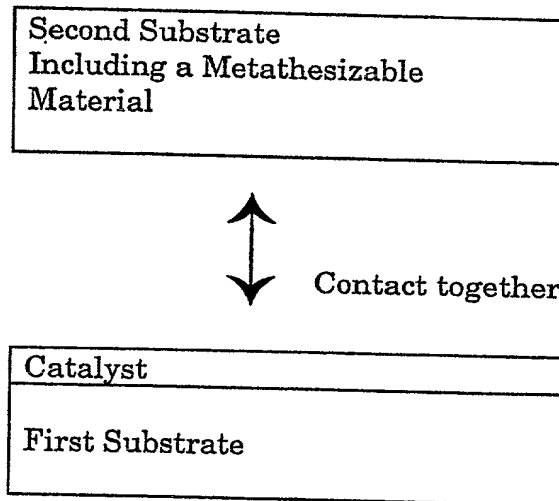 Second Substrate
Including a Metathesizable
Material
Contact together
Catalyst
First Substrate